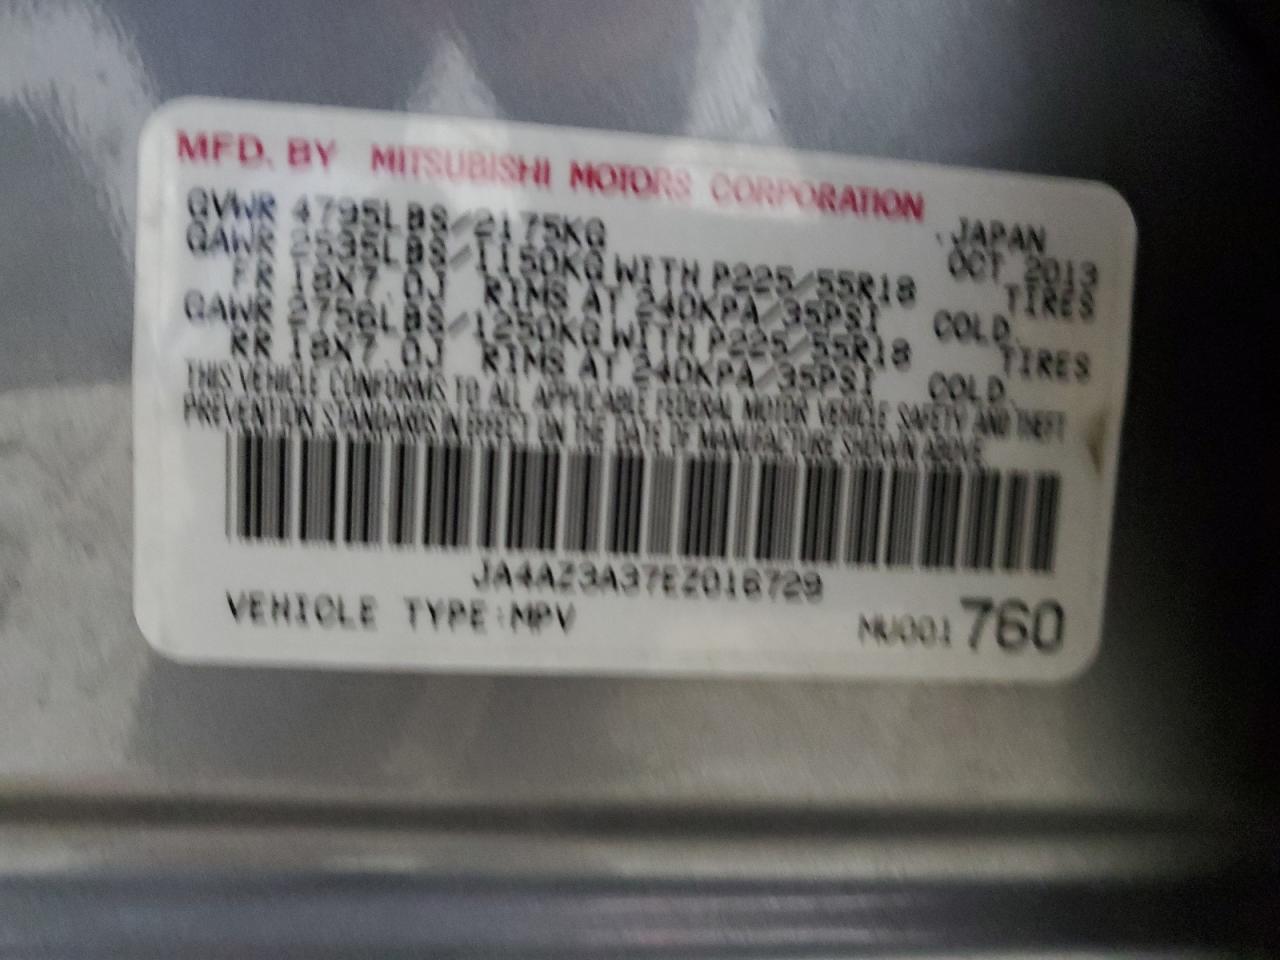 MFD. BY MITSUBISHI MOTORS CORPORATION
GVWR 4795LBS/2175KG JAPAN
GAWR 2535LBS/1150KG WITH P225/55R18 OCT 2013
FR 18X7.0J RIMS AT 240KPA/35PSI TIRES COLD.
GAWR 2756LBS/1250KG WITH P225/55R18 TIRES
RR 18X7.0J RIMS AT 240KPA/35PSI COLD.
THIS VEHICLE CONFORMS TO ALL APPLICABLE FEDERAL MOTOR VEHICLE SAFETY AND THEFT
PREVENTION STANDARDS IN EFFECT ON THE DATE OF MANUFACTURE SHOWN ABOVE.
JA4AZ3A37EZ016729
VEHICLE TYPE:MPV MU001760